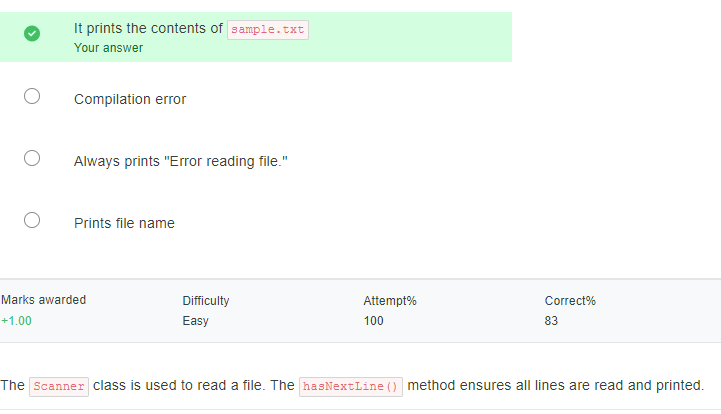 It prints the contents of sample.txt
Your answer
Compilation error
Always prints "Error reading file."
Prints file name
Marks awarded Difficulty Attempt% Correct%
+1.00 Easy 100 83
The Scanner class is used to read a file. The hasNextLine() method ensures all lines are read and printed.